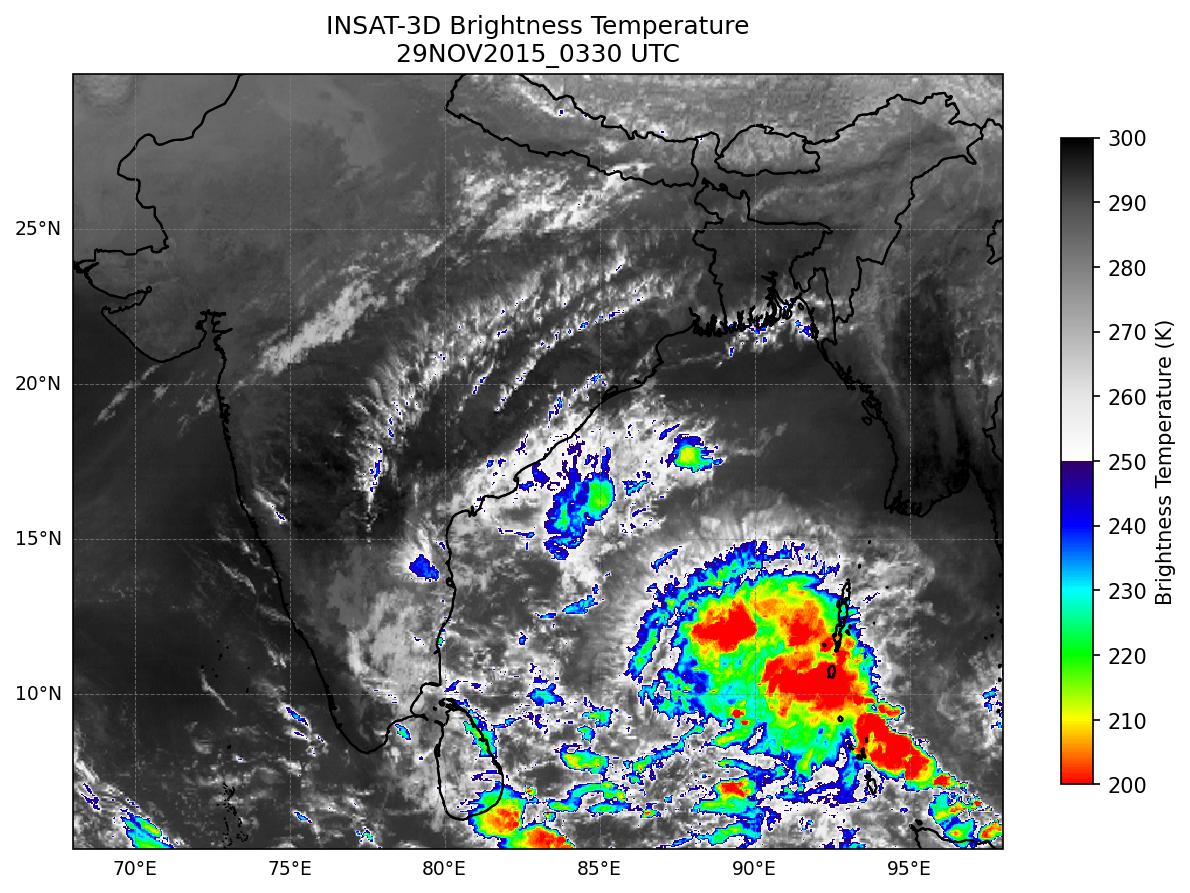 INSAT-3D Brightness Temperature
29NOV2015_0330 UTC
25°N
20°N
15°N
10°N
70°E
75°E
80°E
85°E
90°E
95°E
300
290
280
270
260
250
240
230
220
210
200
Brightness Temperature (K)